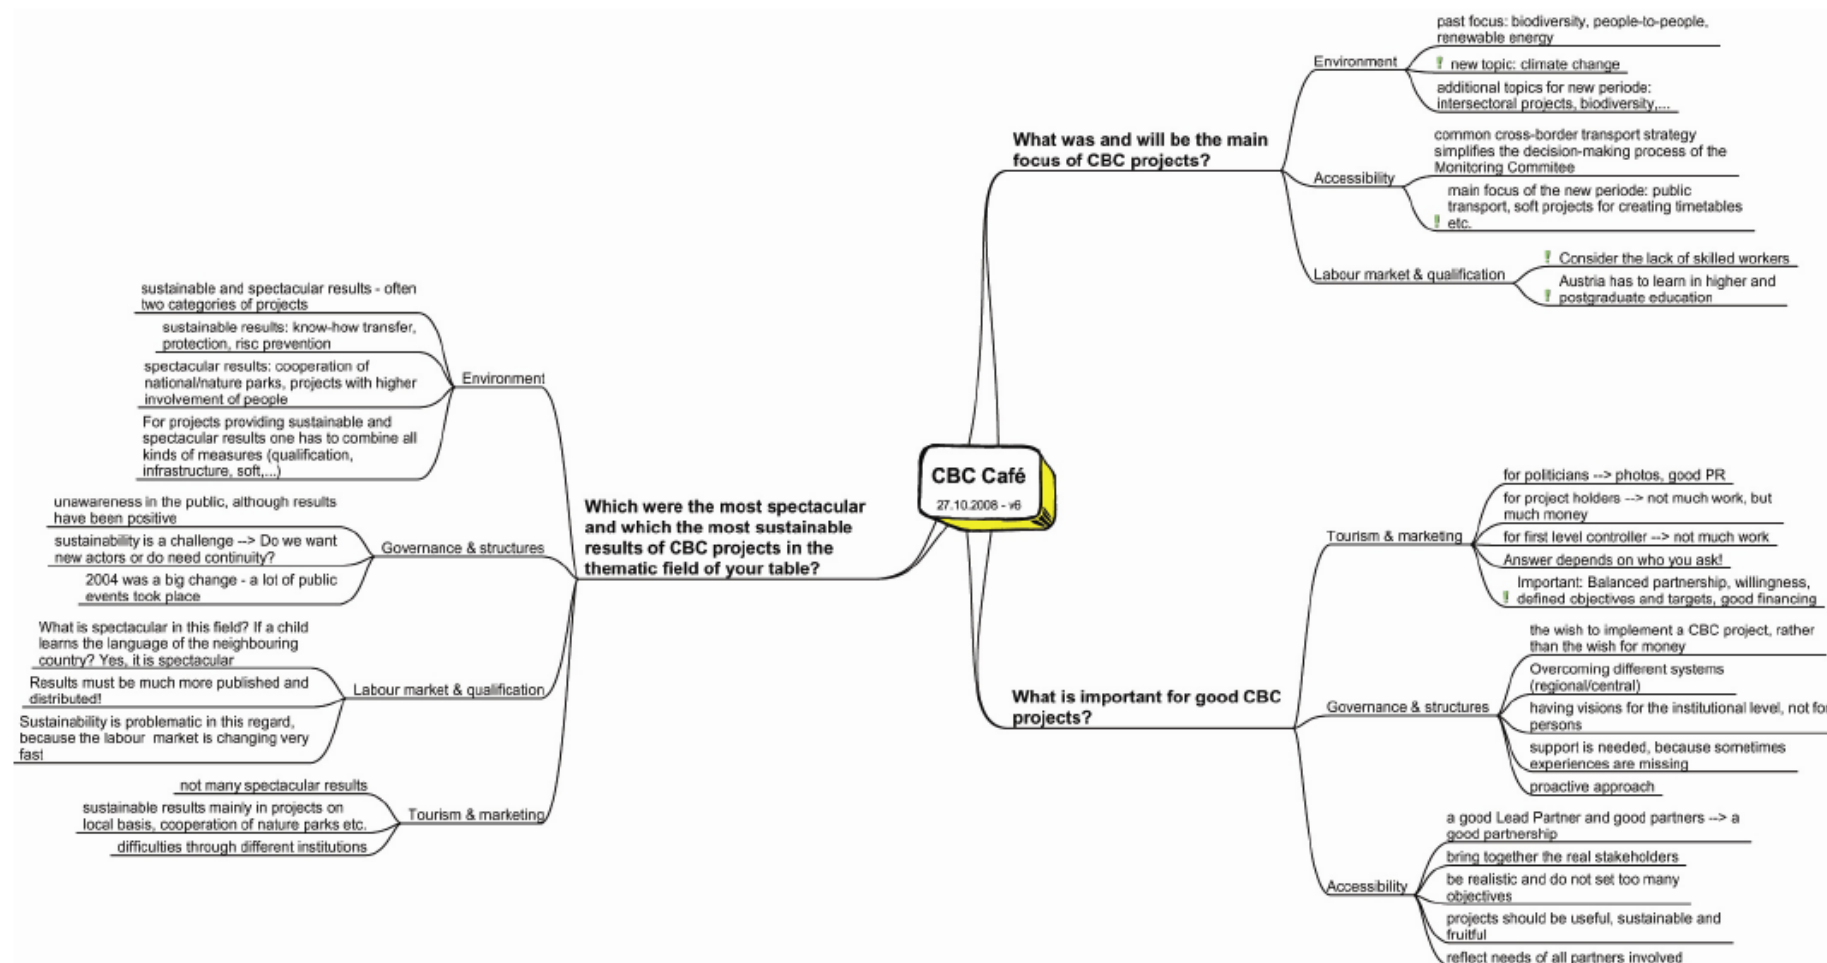 CBC Café
27.10.2008 - v6
What was and will be the main
focus of CBC projects?
Environment
past focus: biodiversity, people-to-people,
renewable energy
new topic: climate change
additional topics for new periode:
intersectoral projects, biodiversity,...
Accessibility
common cross-border transport strategy
simplifies the decision-making process of the
Monitoring Commitee
main focus of the new periode: public
transport, soft projects for creating timetables
etc.
Labour market & qualification
Consider the lack of skilled workers
Austria has to learn in higher and
postgraduate education
What is important for good CBC
projects?
Tourism & marketing
for politicians --> photos, good PR
for project holders --> not much work, but
much money
for first level controller --> not much work
Answer depends on who you ask!
Important: Balanced partnership, willingness,
defined objectives and targets, good financing
Governance & structures
the wish to implement a CBC project, rather
than the wish for money
Overcoming different systems
(regional/central)
having visions for the institutional level, not for
persons
support is needed, because sometimes
experiences are missing
proactive approach
Accessibility
a good Lead Partner and good partners --> a
good partnership
bring together the real stakeholders
be realistic and do not set too many
objectives
projects should be useful, sustainable and
fruitful
reflect needs of all partners involved
Which were the most spectacular
and which the most sustainable
results of CBC projects in the
thematic field of your table?
Environment
sustainable and spectacular results - often
two categories of projects
sustainable results: know-how transfer,
protection, risc prevention
spectacular results: cooperation of
national/nature parks, projects with higher
involvement of people
For projects providing sustainable and
spectacular results one has to combine all
kinds of measures (qualification,
infrastructure, soft,...)
Governance & structures
unawareness in the public, although results
have been positive
sustainability is a challenge --> Do we want
new actors or do need continuity?
2004 was a big change - a lot of public
events took place
Labour market & qualification
What is spectacular in this field? If a child
learns the language of the neighbouring
country? Yes, it is spectacular
Results must be much more published and
distributed!
Sustainability is problematic in this regard,
because the labour market is changing very
fast
Tourism & marketing
not many spectacular results
sustainable results mainly in projects on
local basis, cooperation of nature parks etc.
difficulties through different institutions